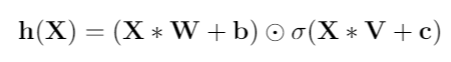 h(X) = (X ∗ W + b) ⊙ σ(X ∗ V + c)